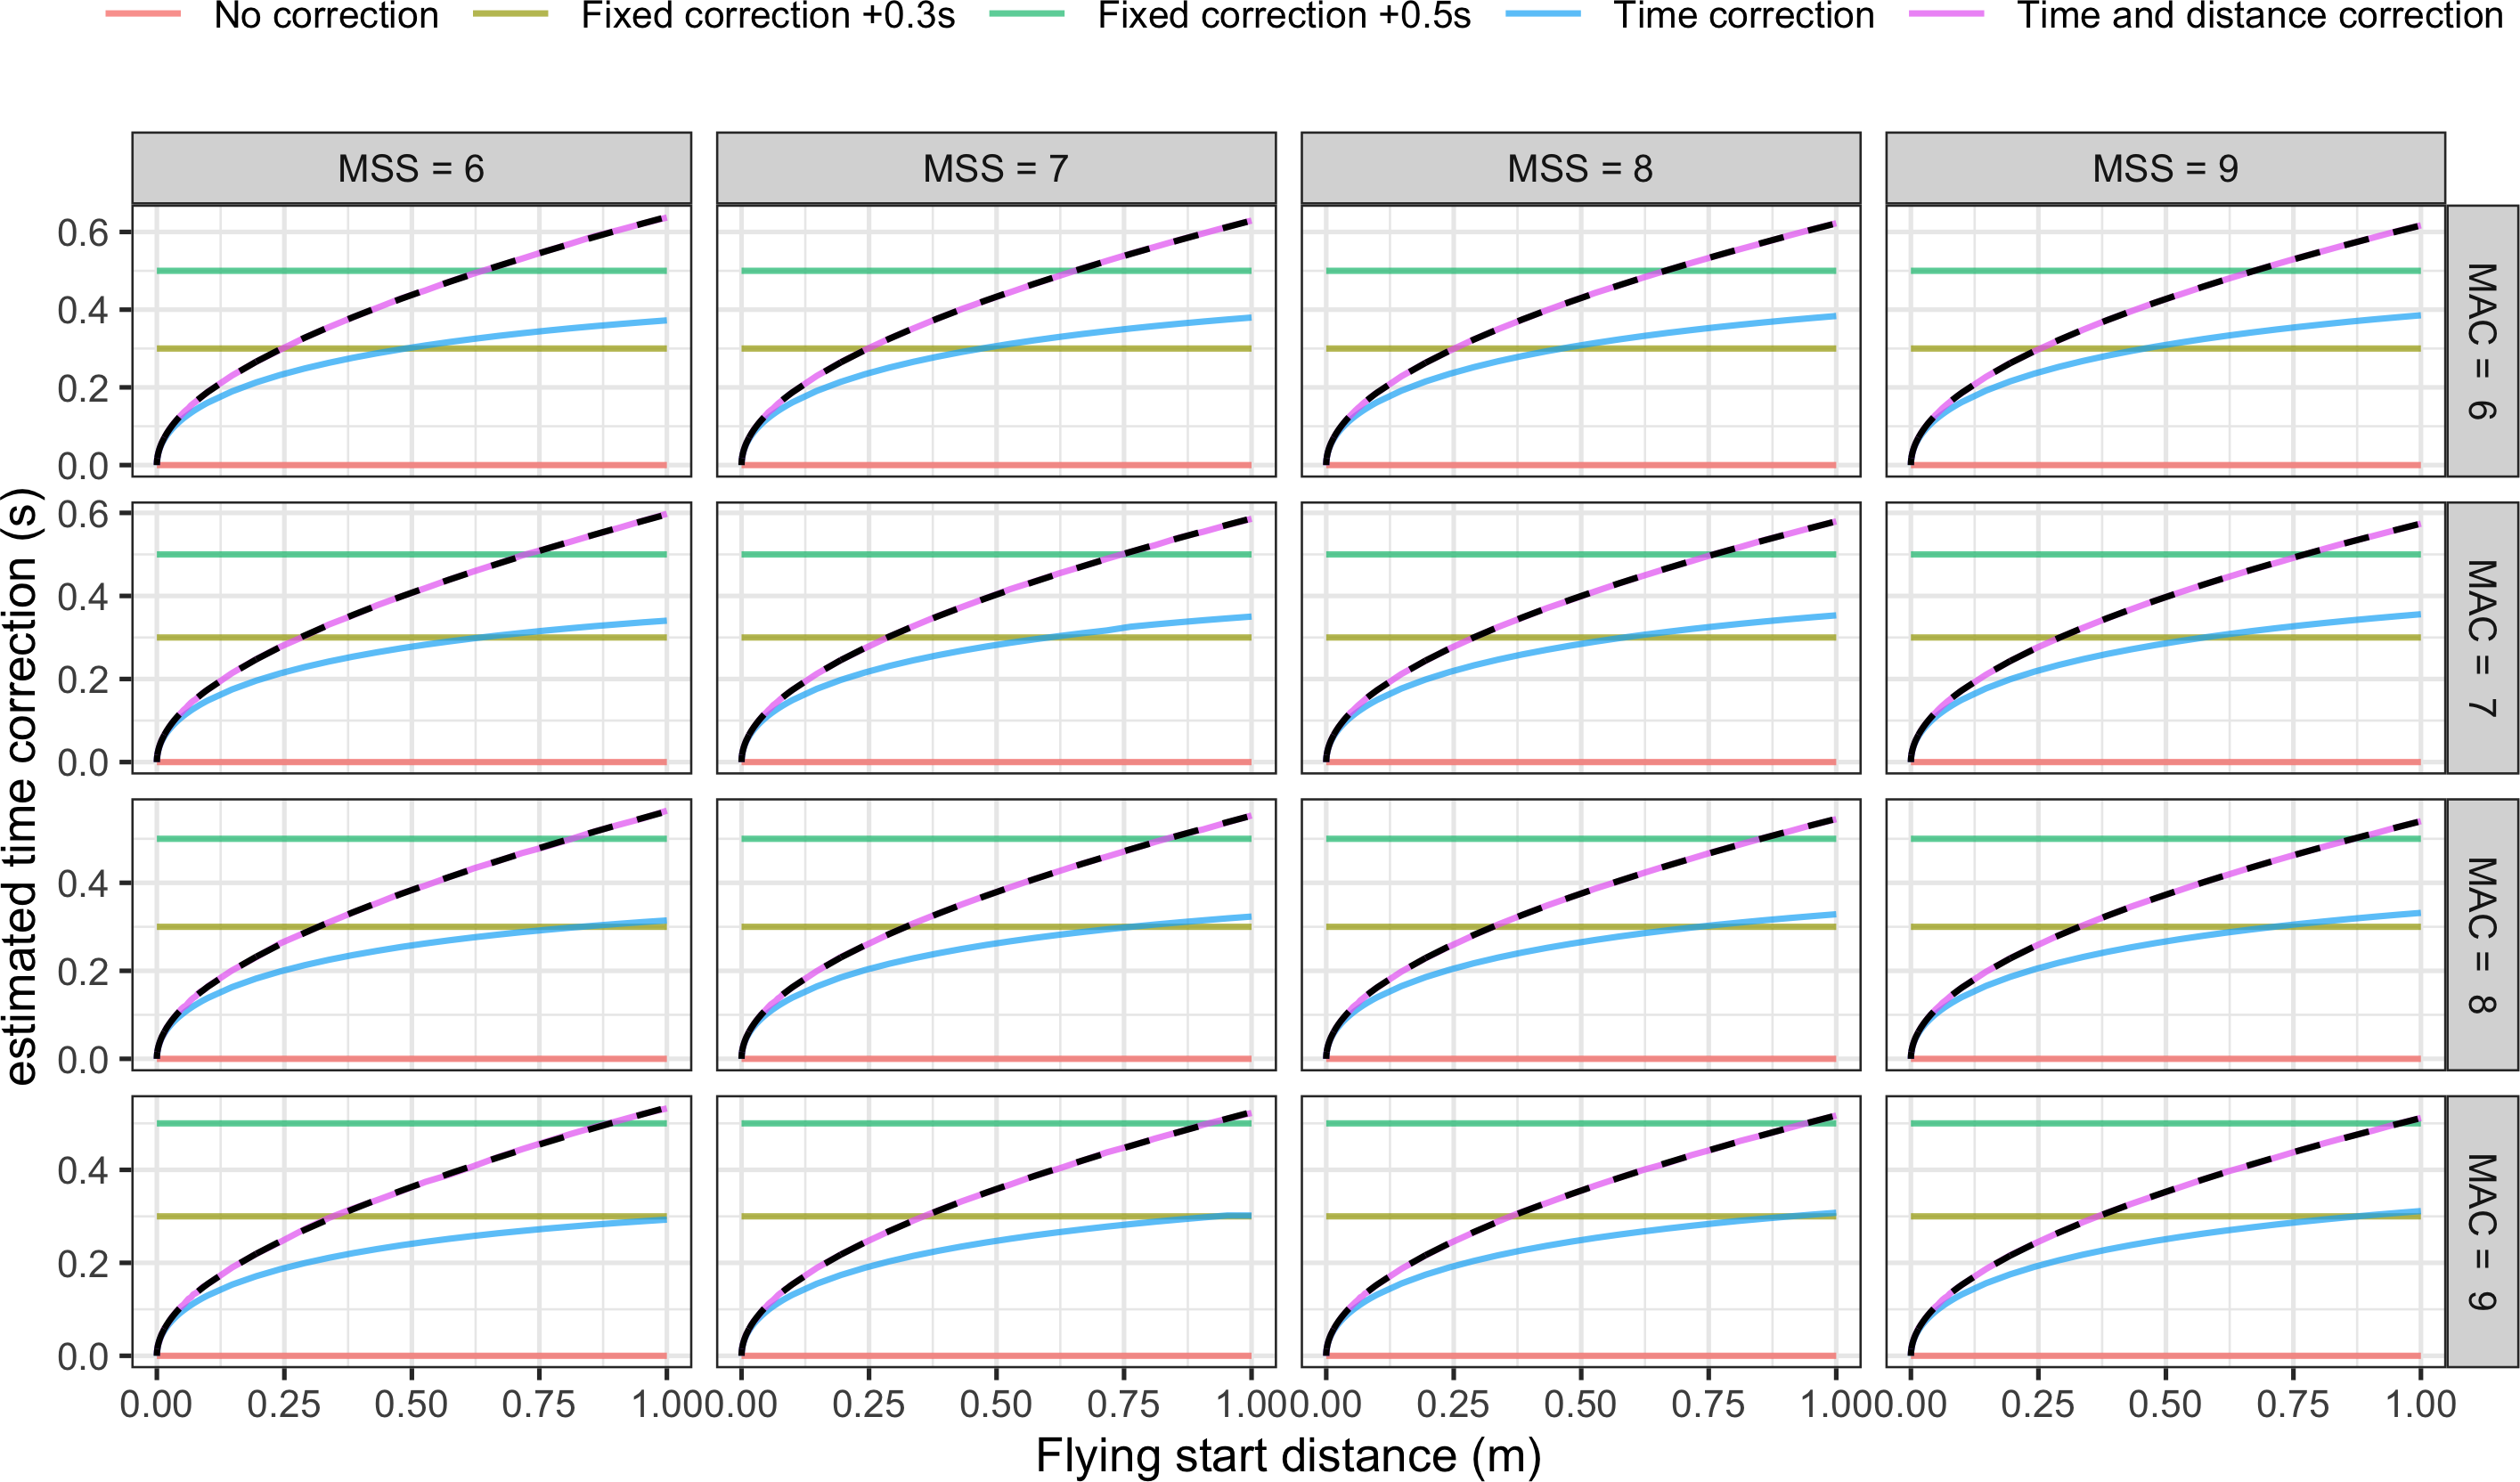 No correction Fixed correction +0.3s Fixed correction +0.5s Time correction Time and distance correction
MSS = 6 MSS = 7 MSS = 8 MSS = 9
0.6
0.4
0.2
0.0
MAC = 6
0.6
0.4
0.2
0.0
MAC = 7
0.4
0.2
0.0
MAC = 8
0.4
0.2
0.0
MAC = 9
estimated time correction (s)
0.00 0.25 0.50 0.75 1.00 0.00 0.25 0.50 0.75 1.00 0.00 0.25 0.50 0.75 1.00 0.00 0.25 0.50 0.75 1.00
Flying start distance (m)